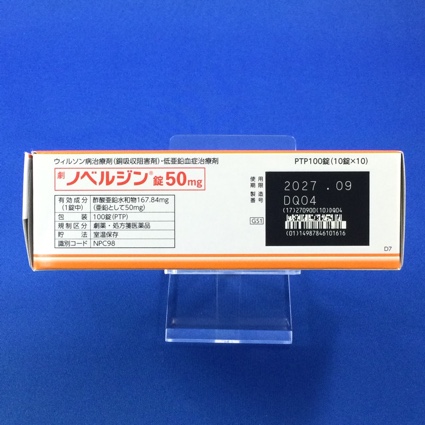 ウィルソン病治療剤(銅吸収阻害剤)・低亜鉛血症治療剤
PTP100錠(10錠×10)
劇 ノベルジン®錠50mg
有効成分(1錠中) 酢酸亜鉛水和物167.84mg(亜鉛として50mg)
包装 100錠(PTP)
規制区分 劇薬・処方箋医薬品
貯法 室温保存
識別コード NPC98
使用期限
製造番号
2027.09
DQ04
(17)270900(10)DQ04
GS1
(01)14987846101616
D7